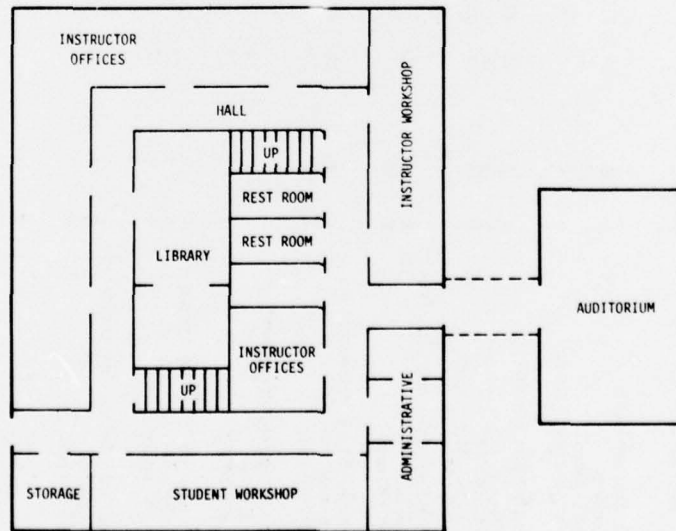 INSTRUCTOR
OFFICES
HALL
INSTRUCTOR WORKSHOP
UP
REST ROOM
REST ROOM
LIBRARY
AUDITORIUM
INSTRUCTOR
OFFICES
UP
ADMINISTRATIVE
STORAGE
STUDENT WORKSHOP